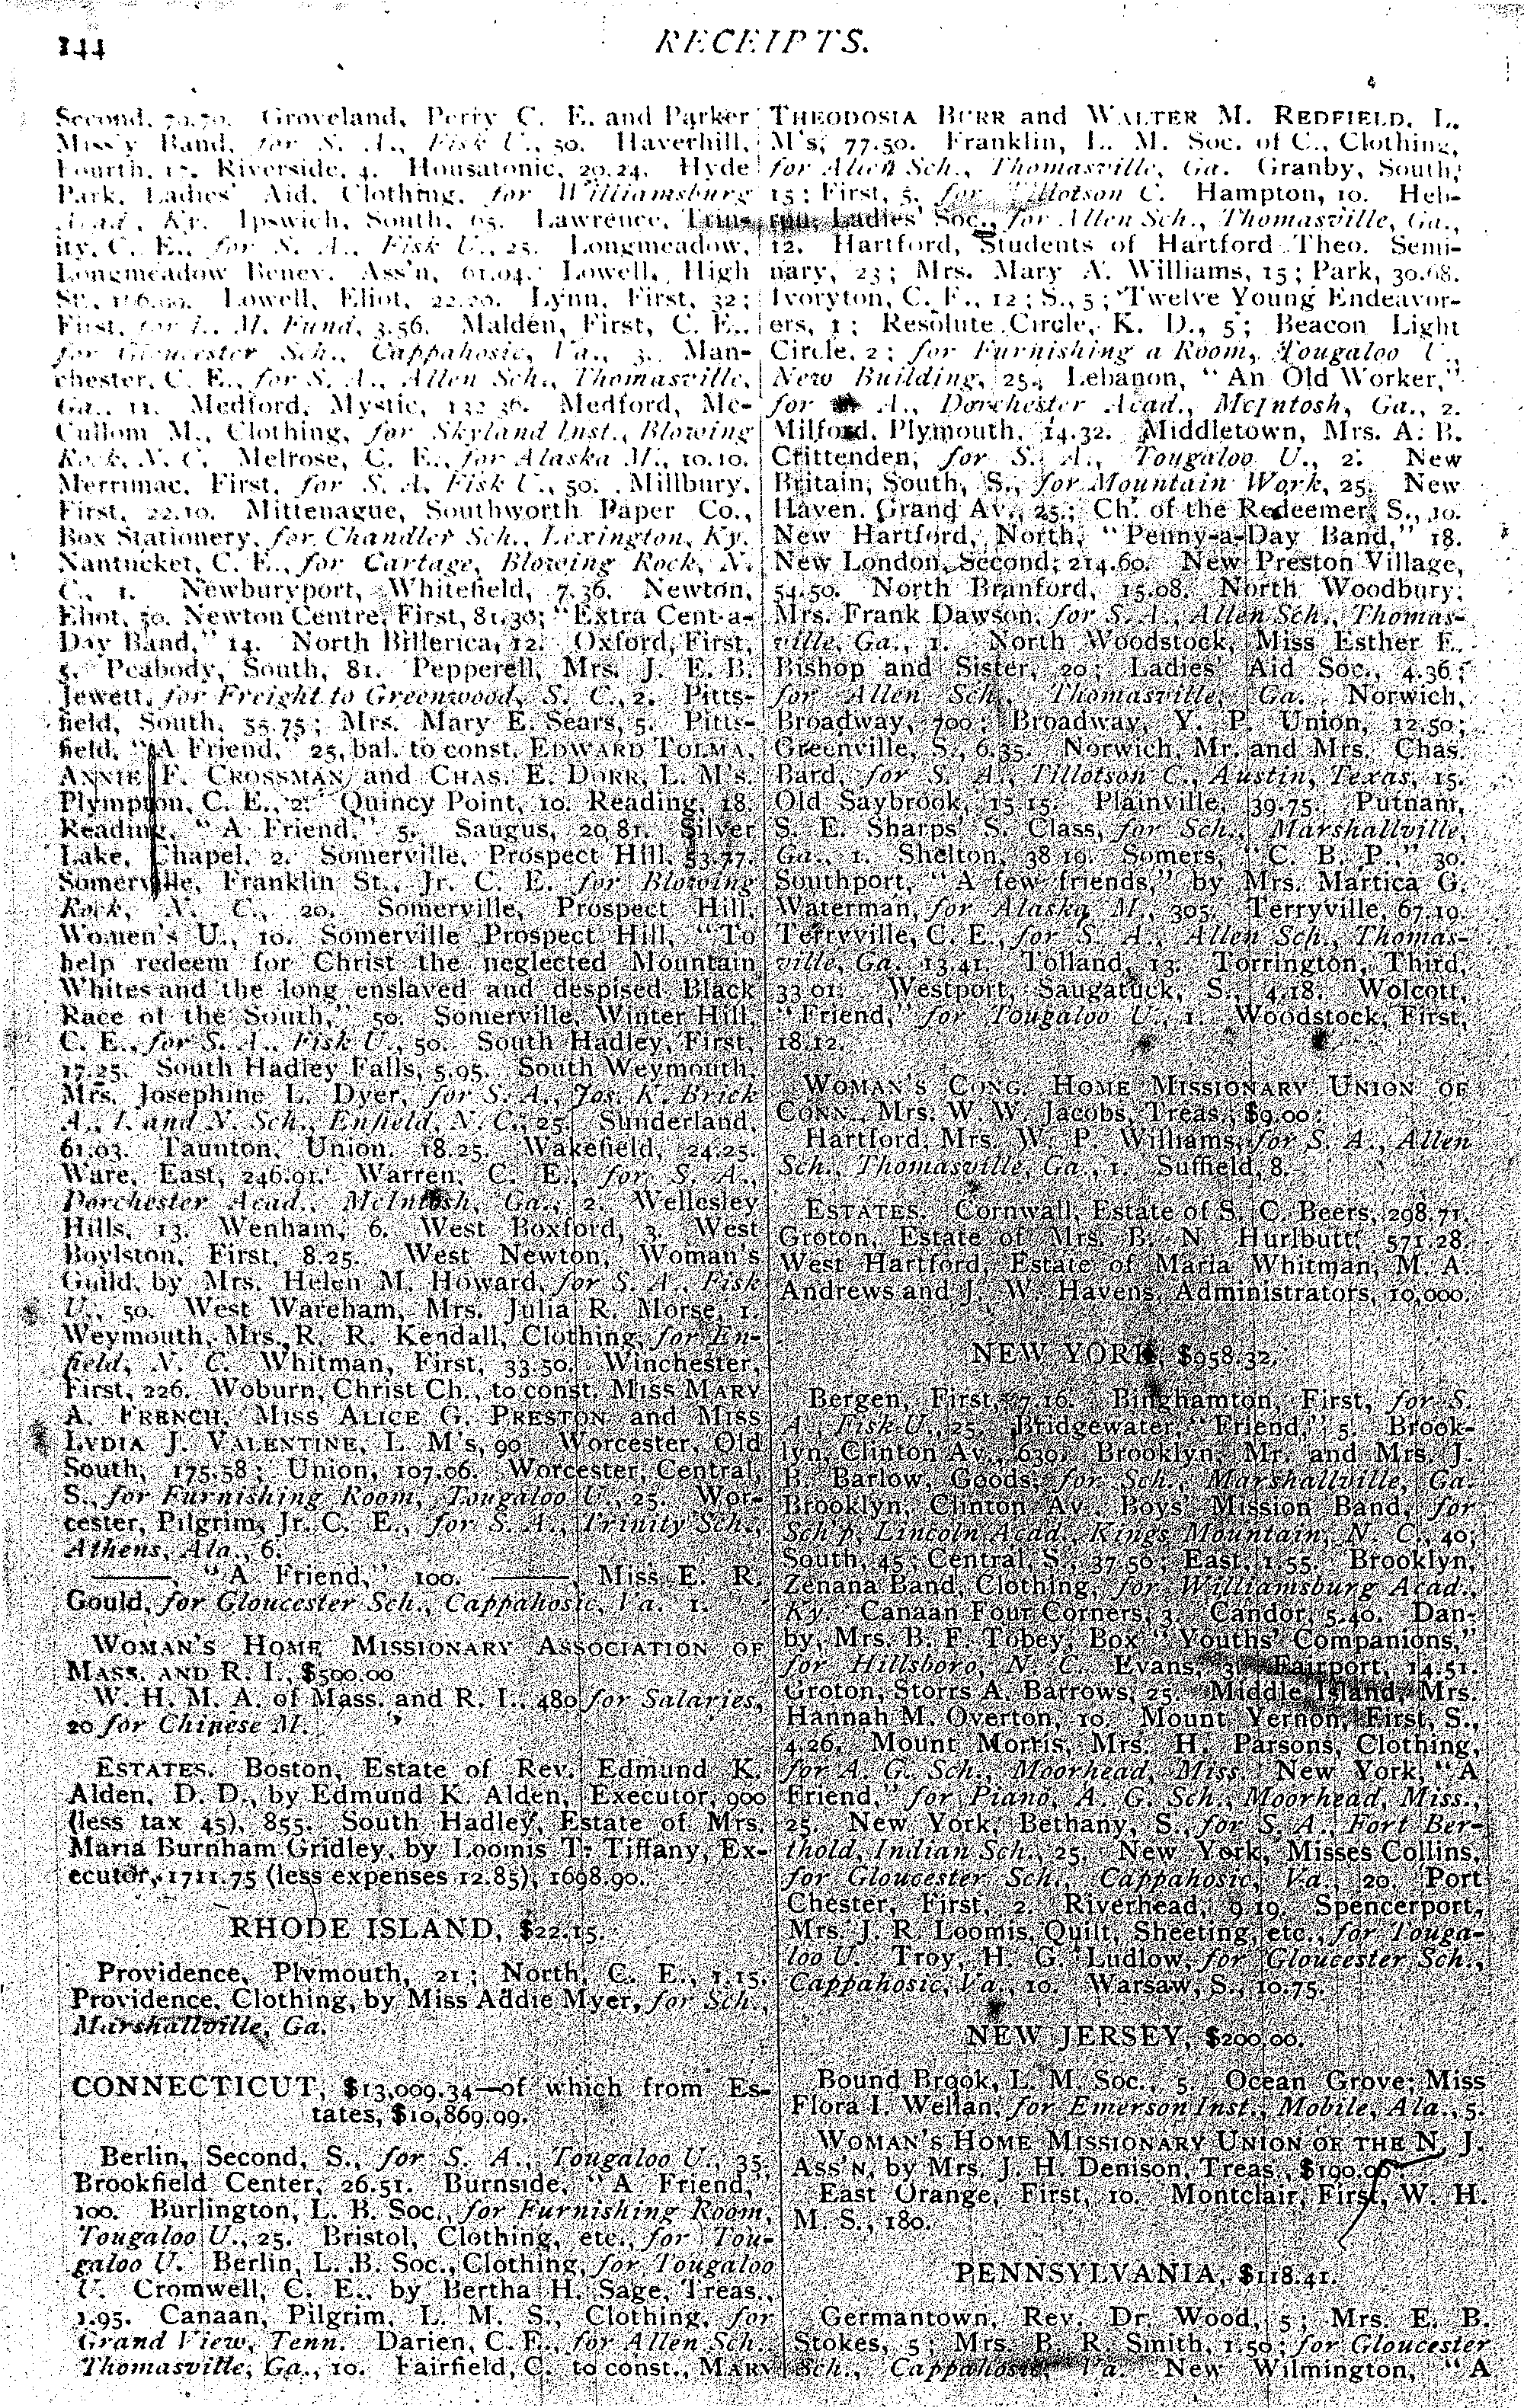 144
RECEIPTS.
Second, 70.70. Groveland, Perry C. E. and Parker
Miss'y Band, for S. A., Fisk U., 50. Haverhill,
Fourth, 17. Riverside, 4. Housatonic, 20.24. Hyde
Park, Ladies' Aid, Clothing, for Williamsburg
Acad., Ky. Ipswich, South, 65. Lawrence, Trin-
ity, C. E., for S. A., Fisk U., 25. Longmeadow,
Longmeadow Benev. Ass'n, 61.04. Lowell, High
St., Lowell, Eliot, 22.20. Lynn, First, 32;
First, for L. M. Fund, 3.56. Malden, First, C. E.,
for Gloucester Sch., Cappahosic, Va., 3. Man-
chester, C. E., for S. A., Allen Sch., Thomasville,
Ga., 11. Medford, Mystic, 132.36. Medford, Mc-
Cullom M., Clothing, for Skyland Inst., Blowing
Rock, N. C. Melrose, C. E., for Alaska M., 10.10.
Merrimac, First, for S. A. Fisk U., 50. Millbury,
First, 22.10. Mittenague, Southworth Paper Co.,
Box Stationery, for Chandler Sch., Lexington, Ky.
Nantucket, C. E., for Cartage, Blowing Rock, N.
C., 1. Newburyport, Whitefield, 7.36. Newton,
Eliot, 50. Newton Centre, First, 81.30; "Extra Cent-a-
Day Band," 14. North Billerica, 12. Oxford, First,
5. Peabody, South, 81. Pepperell, Mrs. J. E. B.
Jewett, for Freight to Greenwood, S. C., 2. Pitts-
field, South, 55.75; Mrs. Mary E. Sears, 5. Pitts-
field, "A Friend," 25, bal. to const. EDWARD TOLMA,
ANNIE F. CROSSMAN and CHAS. E. DORR, L. M's.
Plympton, C. E., 2. Quincy Point, 10. Reading, 18.
Reading, "A Friend," 5. Saugus, 20.81. Silver
Lake, Chapel, 2. Somerville, Prospect Hill, 53.77.
Somerville, Franklin St., Jr. C. E. for Blowing
Rock, N. C., 20. Somerville, Prospect Hill,
Women's U., 10. Somerville Prospect Hill, "To
help redeem for Christ the neglected Mountain
Whites and the long enslaved and despised Black
Race of the South," 50. Somerville, Winter Hill,
C. E., for S. A., Fisk U., 50. South Hadley, First,
17.25. South Hadley Falls, 5.95. South Weymouth,
Mrs. Josephine L. Dyer, for S. A., Jos. K. Brick
A., I. and N. Sch., Enfield, N. C., 25. Sunderland,
61.03. Taunton, Union, 18.25. Wakefield, 24.25.
Ware, East, 246.01. Warren, C. E., for S. A.,
Dorchester Acad., McIntosh, Ga., 2. Wellesley
Hills, 13. Wenham, 6. West Boxford, 3. West
Boylston, First, 8.25. West Newton, Woman's
Guild, by Mrs. Helen M. Howard, for S. A., Fisk
U., 50. West Wareham, Mrs. Julia R. Morse, 1.
Weymouth, Mrs. R. R. Kendall, Clothing, for En-
field, N. C. Whitman, First, 33.50. Winchester,
First, 226. Woburn, Christ Ch., to const. MISS MARY
A. FRENCH, MISS ALICE G. PRESTON and MISS
LYDIA J. VALENTINE, L. M's, 90. Worcester, Old
South, 175.58; Union, 107.06. Worcester, Central,
S., for Furnishing Room, Tougaloo U., 25. Wor-
cester, Pilgrim, Jr. C. E., for S. A., Trinity Sch.,
Athens, Ala., 6.
———, "A Friend," 100. ———, Miss E. R.
Gould, for Gloucester Sch., Cappahosic, Va. 1.
WOMAN'S HOME MISSIONARY ASSOCIATION OF
MASS. AND R. I., $500.00
W. H. M. A. of Mass. and R. I., 480 for Salaries,
20 for Chinese M.
ESTATES. Boston, Estate of Rev. Edmund K.
Alden, D. D., by Edmund K. Alden, Executor, 900
(less tax 45), 855. South Hadley, Estate of Mrs.
Maria Burnham Gridley, by Loomis T. Tiffany, Ex-
ecutor, 1711.75 (less expenses 12.85), 1698.90.
RHODE ISLAND, $22.15.
Providence, Plymouth, 21; North, C. E., 1.15.
Providence, Clothing, by Miss Addie Myer, for Sch.,
Marshallville, Ga.
CONNECTICUT, $13,009.34—of which from Es-
tates, $10,869.99.
Berlin, Second, S., for S. A., Tougaloo U., 35.
Brookfield Center, 26.51. Burnside, "A Friend,"
100. Burlington, L. B. Soc., for Furnishing Room,
Tougaloo U., 25. Bristol, Clothing, etc., for Tou-
galoo U. Berlin, L. B. Soc., Clothing, for Tougaloo
U. Cromwell, C. E., by Bertha H. Sage, Treas.,
1.95. Canaan, Pilgrim, L. M. S., Clothing, for
Grand View, Tenn. Darien, C. E., for Allen Sch.
Thomasville, Ga., 10. Fairfield, C. to const., MARY
THEODOSIA BURR and WALTER M. REDFIELD, L.
M's, 77.50. Franklin, L. M. Soc. of C., Clothing,
for Allen Sch., Thomasville, Ga. Granby, South,
15; First, 5, for Tillotson C. Hampton, 10. Heb-
ron, Ladies' Soc., for Allen Sch., Thomasville, Ga.,
12. Hartford, Students of Hartford Theo. Semi-
nary, 23; Mrs. Mary A. Williams, 15; Park, 30.68.
Ivoryton, C. E., 12; S., 5; Twelve Young Endeavor-
ers, 1; Resolute Circle, K. D., 5; Beacon Light
Circle, 2; for Furnishing a Room, Tougaloo U.,
New Building, 25. Lebanon, "An Old Worker,"
for A., Dorchester Acad., McIntosh, Ga., 2.
Milford, Plymouth, 14.32. Middletown, Mrs. A. B.
Crittenden, for S. A., Tougaloo U., 2. New
Britain, South, S., for Mountain Work, 25. New
Haven, Grand Av., 25.; Ch. of the Redeemer, S., 10.
New Hartford, North, "Penny-a-Day Band," 18.
New London, Second, 214.60. New Preston Village,
54.50. North Branford, 15.08. North Woodbury,
Mrs. Frank Dawson, for S. A., Allen Sch., Thomas-
ville, Ga., 1. North Woodstock, Miss Esther E.
Bishop and Sister, 20; Ladies' Aid Soc., 4.36;
for Allen Sch., Thomasville, Ga. Norwich,
Broadway, 700; Broadway, Y. P. Union, 12.50;
Greenville, S., 6.35. Norwich, Mr. and Mrs. Chas.
Bard, for S. A., Tillotson C., Austin, Texas, 15.
Old Saybrook, 15.15. Plainville, 39.75. Putnam,
S. E. Sharps' S. Class, for Sch., Marshallville,
Ga., 1. Shelton, 38.19. Somers, "C. B. P.," 30.
Southport, "A few friends," by Mrs. Martica G.
Waterman, for Alaska M., 305. Terryville, 67.10.
Terryville, C. E., for S. A., Allen Sch., Thomas-
ville, Ga., 13.41. Tolland, 13. Torrington, Third,
33.01. Westport, Saugatuck, S., 4.18. Wolcott,
"Friend," for Tougaloo U., 1. Woodstock, First,
18.12.
WOMAN'S CONG. HOME MISSIONARY UNION OF
CONN., Mrs. W. W. Jacobs, Treas., $9.00:
Hartford, Mrs. W. P. Williams, for S. A., Allen
Sch., Thomasville, Ga., 1. Suffield, 8.
ESTATES. Cornwall, Estate of S. C. Beers, 298.71.
Groton, Estate of Mrs. B. N. Hurlbutt, 571.28.
West Hartford, Estate of Maria Whitman, M. A.
Andrews and J. W. Havens, Administrators, 10,000.
NEW YORK, $958.32.
Bergen, First, 7.16. Binghamton, First, for S.
A., Fisk U., 25. Bridgewater, "Friend," 5. Brook-
lyn, Clinton Av., 630. Brooklyn, Mr. and Mrs. J.
B. Barlow, Goods, for Sch., Marshallville, Ga.
Brooklyn, Clinton Av., Boys' Mission Band, for
Sch'p, Lincoln Acad., Kings Mountain, N. C., 40;
South, 45; Central, S., 37.50; East, 1.55. Brooklyn,
Zenana Band, Clothing, for Williamsburg Acad.,
Ky. Canaan Four Corners, 3. Candor, 5.40. Dan-
by, Mrs. B. F. Tobey, Box "Youths' Companions,"
for Hillsboro, N. C. Evans, 3. Fairport, 14.51.
Groton, Storrs A. Barrows, 25. Middle Island, Mrs.
Hannah M. Overton, 10. Mount Vernon, First, S.,
4.26. Mount Morris, Mrs. H. Parsons, Clothing,
for A. G. Sch., Moorhead, Miss. New York, "A
Friend," for Piano, A. G. Sch., Moorhead, Miss.,
25. New York, Bethany, S., for S. A., Fort Ber-
thold, Indian Sch., 25. New York, Misses Collins,
for Gloucester Sch., Cappahosic, Va., 20. Port
Chester, First, 2. Riverhead, 9.19. Spencerport,
Mrs. J. R. Loomis, Quilt, Sheeting, etc., for Touga-
loo U. Troy, H. G. Ludlow, for Gloucester Sch.,
Cappahosic, Va., 10. Warsaw, S., 10.75.
NEW JERSEY, $200.00.
Bound Brook, L. M. Soc., 5. Ocean Grove, Miss
Flora I. Wellan, for Emerson Inst., Mobile, Ala., 5.
WOMAN'S HOME MISSIONARY UNION OF THE N. J.
ASS'N, by Mrs. J. H. Denison, Treas., $190.00.
East Orange, First, 10. Montclair, First, W. H.
M. S., 180.
PENNSYLVANIA, $118.41.
Germantown, Rev. Dr. Wood, 5; Mrs. E. B.
Stokes, 5; Mrs. B. R. Smith, 1.50; for Gloucester
Sch., Cappahosic, Va. New Wilmington, "A